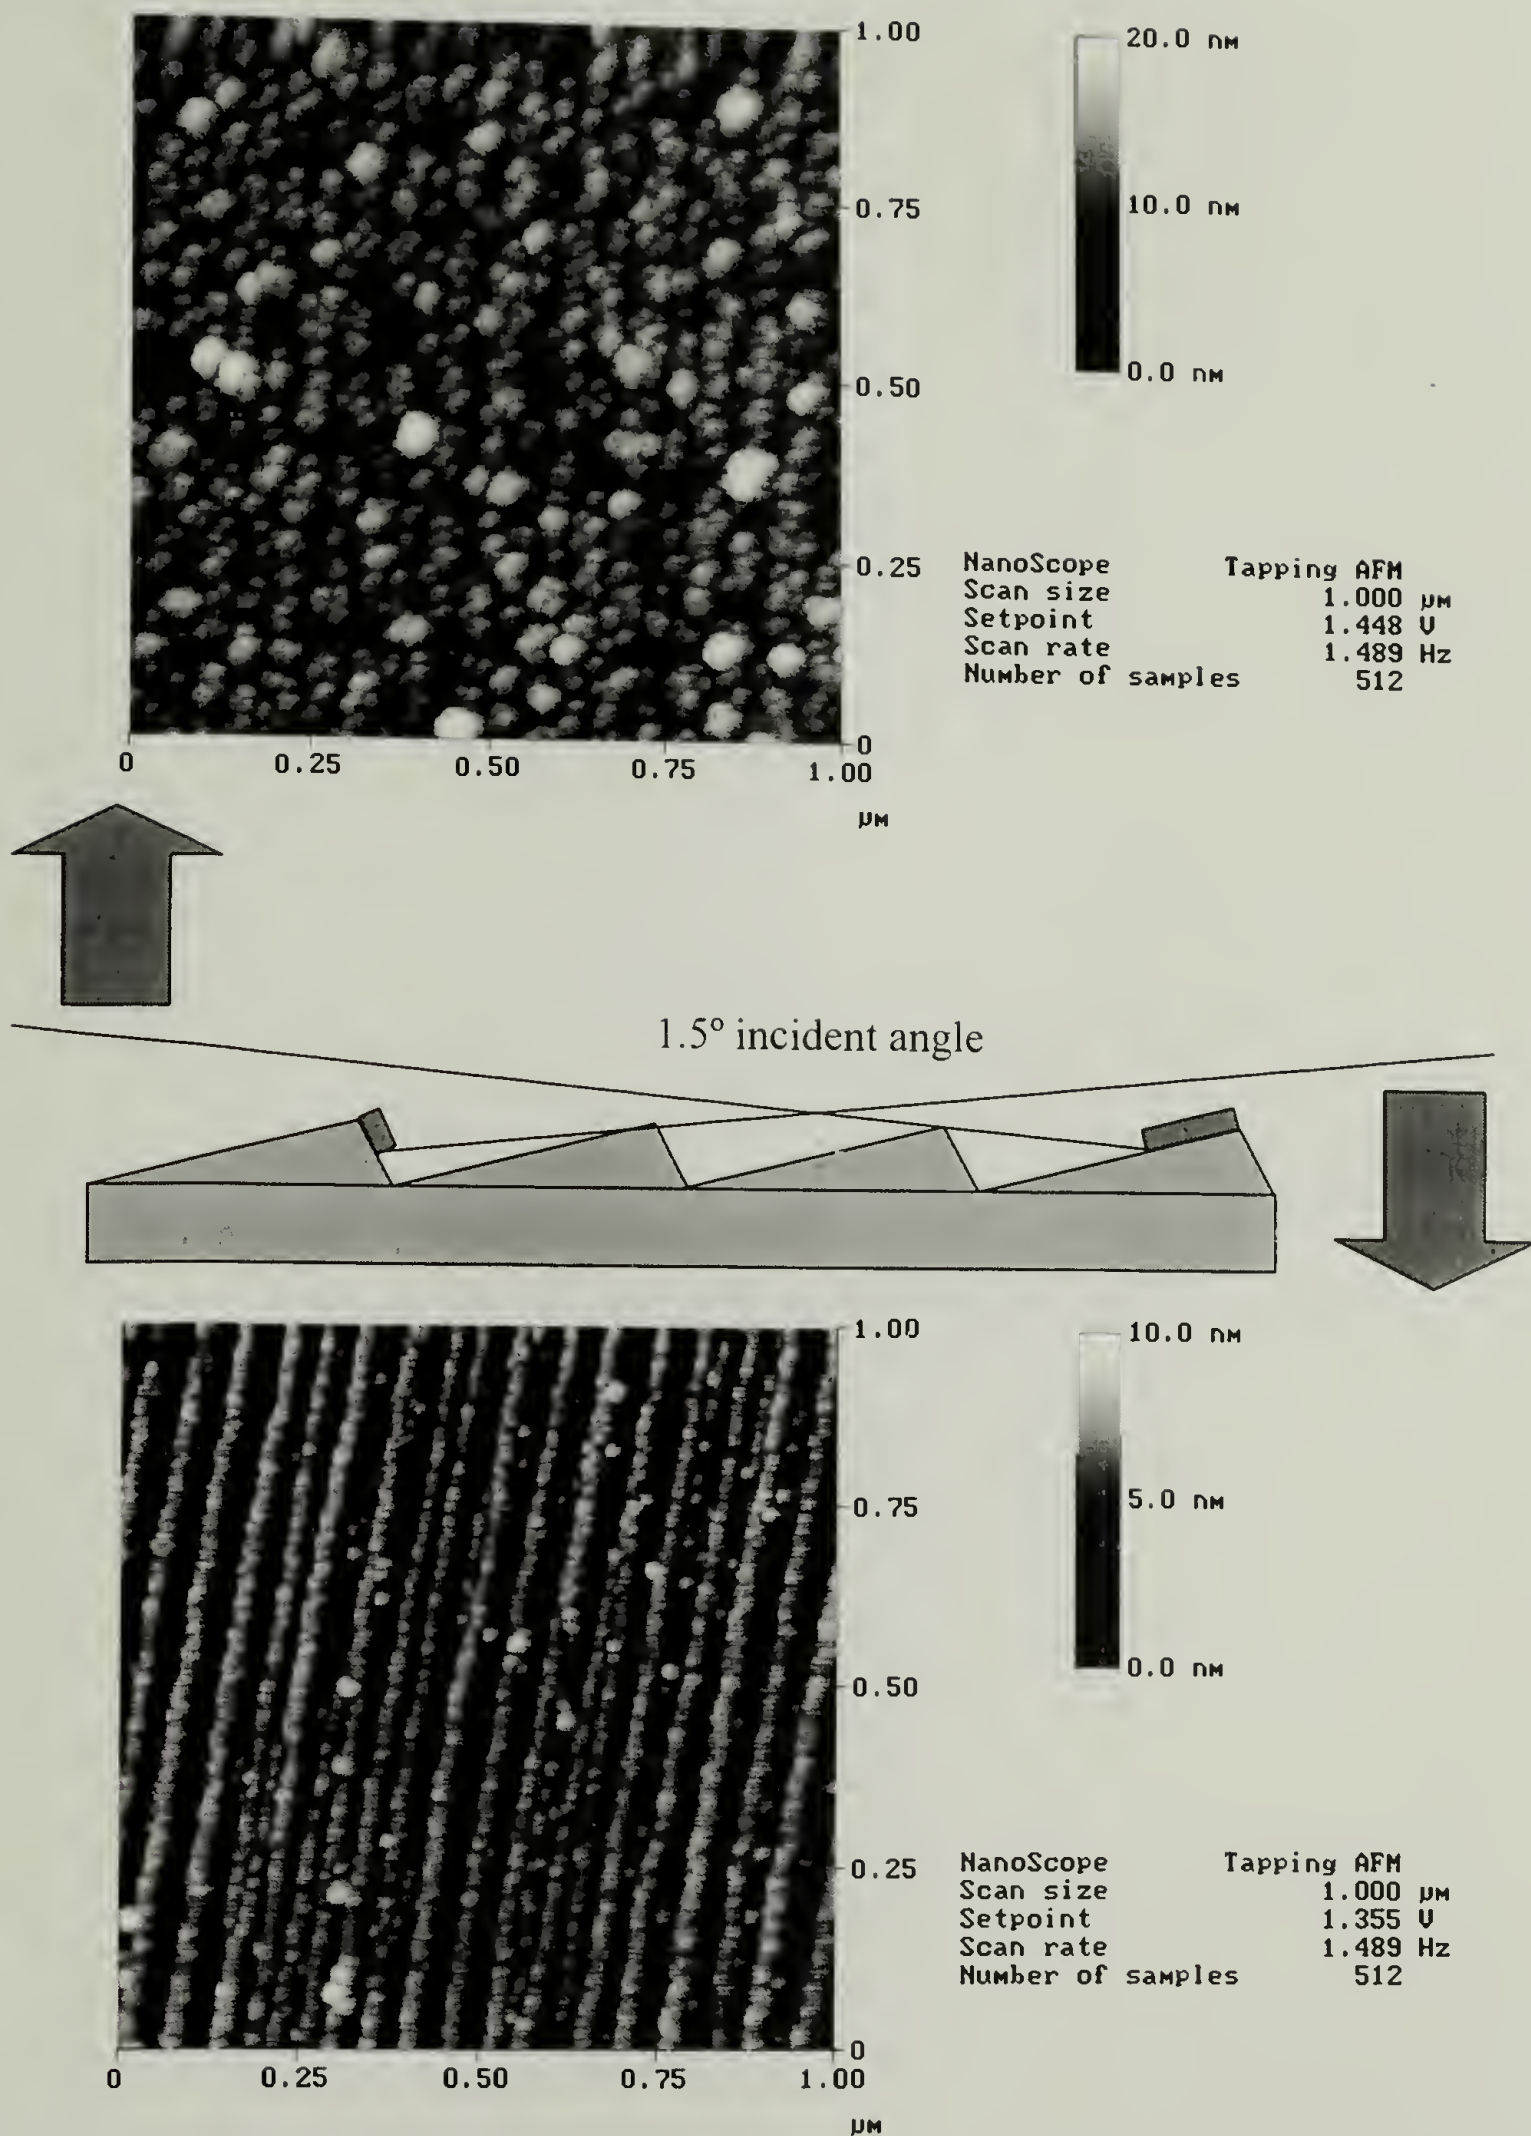 1.00
0.75
0.50
0.25
0
0 0.25 0.50 0.75 1.00
µM
20.0 nM
10.0 nM
0.0 nM
NanoScope Tapping AFM
Scan size 1.000 µM
Setpoint 1.448 V
Scan rate 1.489 Hz
Number of samples 512
1.5° incident angle
1.00
0.75
0.50
0.25
0
0 0.25 0.50 0.75 1.00
µM
10.0 nM
5.0 nM
0.0 nM
NanoScope Tapping AFM
Scan size 1.000 µM
Setpoint 1.355 V
Scan rate 1.489 Hz
Number of samples 512